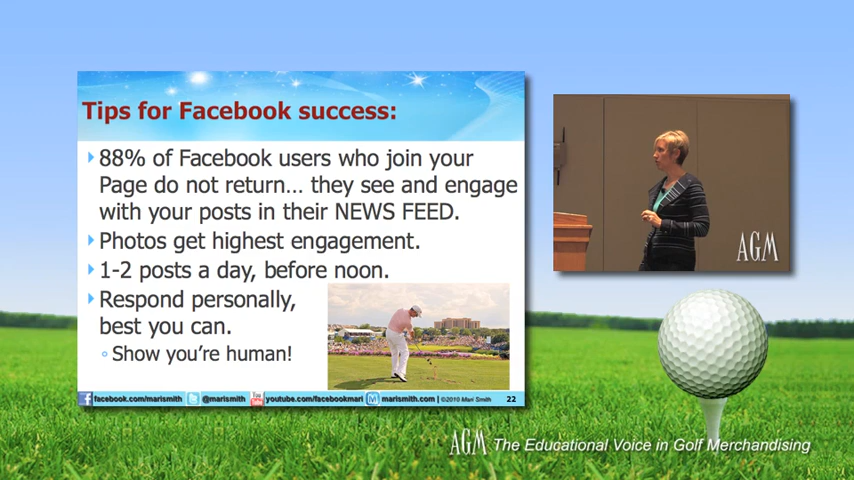 Tips for Facebook success:
88% of Facebook users who join your
Page do not return... they see and engage
with your posts in their NEWS FEED.
Photos get highest engagement.
1-2 posts a day, before noon.
Respond personally,
best you can.
Show you're human!
facebook.com/marismith @marismith You Tube youtube.com/facebookmari marismith.com | ©2010 Mari Smith 22
AGM
AGM The Educational Voice in Golf Merchandising